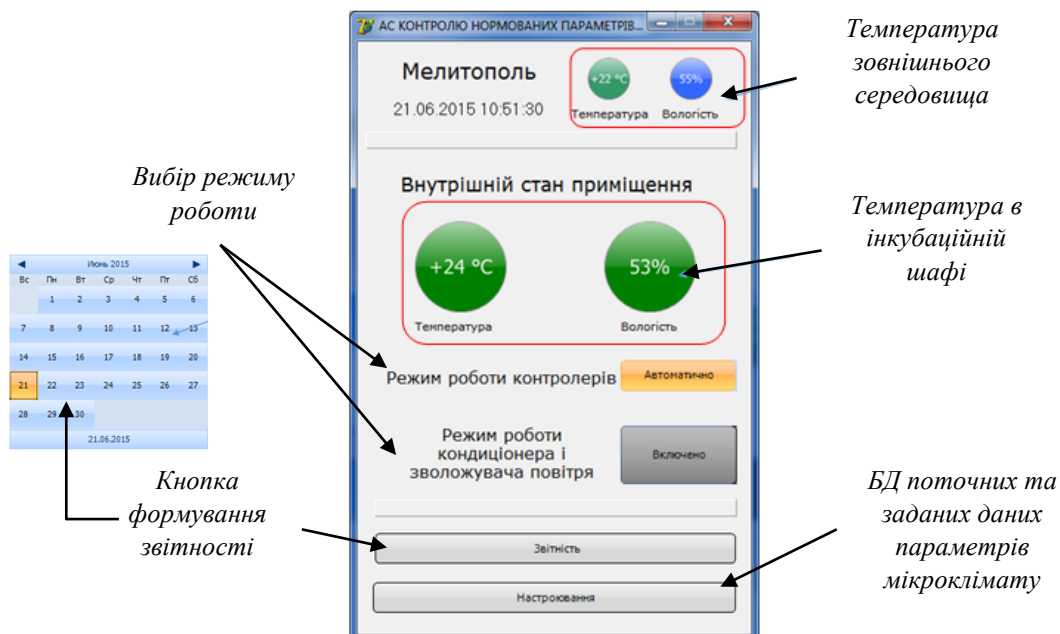 АС КОНТРОЛЮ НОРМОВАНИХ ПАРАМЕТРІВ...
Мелитополь
21.06.2015 10:51:30
+22 °C
55%
Температура
Вологість
Температура
зовнішнього
середовища
Вибір режиму
роботи
Внутрішній стан приміщення
+24 °C
53%
Температура
Вологість
Температура в
інкубаційній
шафі
Июнь 2015
Вс Пн Вт Ср Чт Пт Сб
1 2 3 4 5 6
7 8 9 10 11 12 13
14 15 16 17 18 19 20
21 22 23 24 25 26 27
28 29 30
21.06.2015
Режим роботи контролерів
Автоматично
Режим роботи
кондиціонера і
зволожувача повітря
Включено
Кнопка
формування
звітності
Звітність
Настроювання
БД поточних та
заданих даних
параметрів
мікроклімату